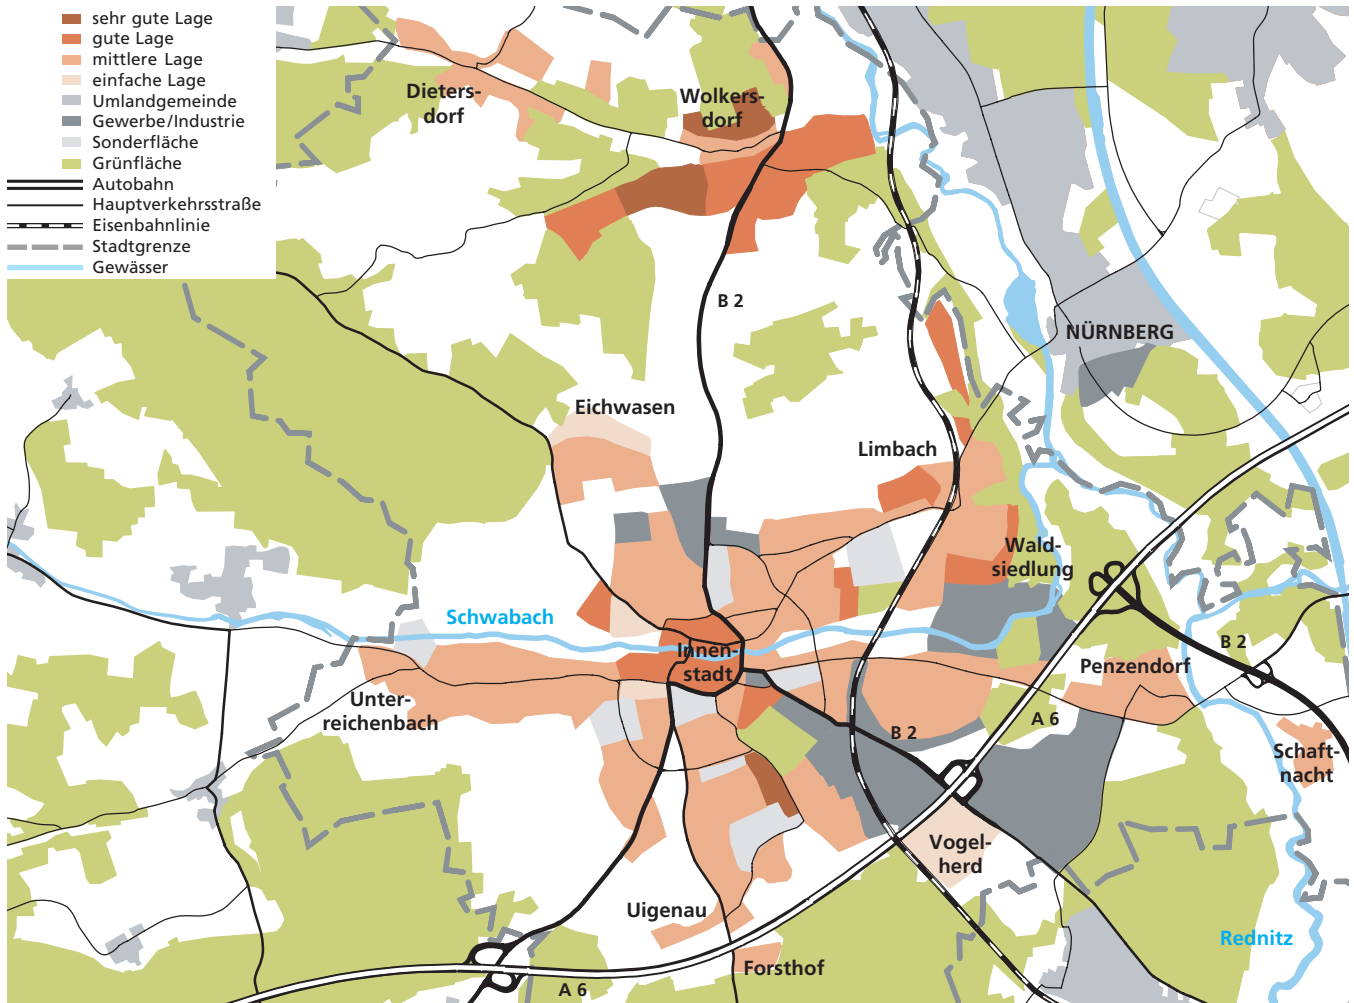 sehr gute Lage
gute Lage
mittlere Lage
einfache Lage
Umlandgemeinde
Gewerbe/Industrie
Sonderfläche
Grünfläche
Autobahn
Hauptverkehrsstraße
Eisenbahnlinie
Stadtgrenze
Gewässer
Dieters-
dorf
Wolkers-
dorf
B 2
NÜRNBERG
Eichwasen
Limbach
Wald-
siedlung
Schwabach
Innen-
stadt
B 2
Penzendorf
Unter-
reichenbach
A 6
B 2
Schaft-
nacht
Vogel-
herd
Uigenau
Rednitz
Forsthof
A 6